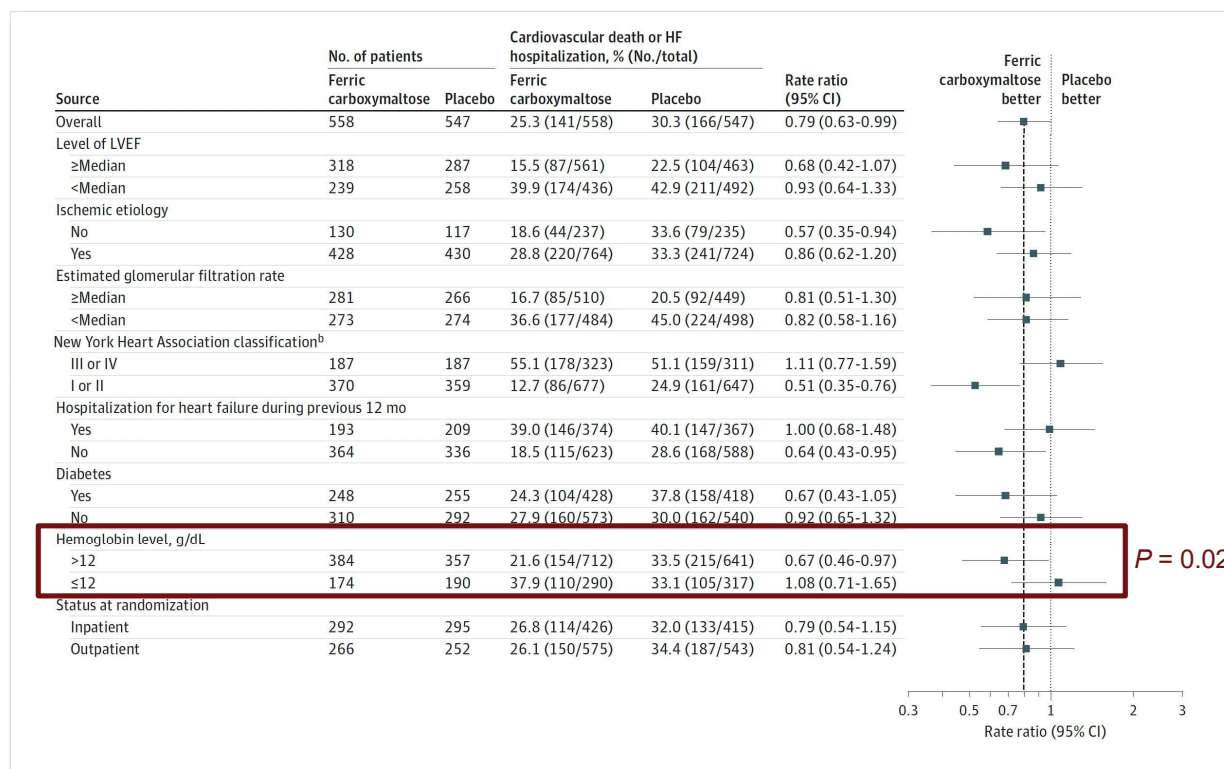 Cardiovascular death or HF
No. of patients hospitalization, % (No./total)
Ferric Ferric Rate ratio Ferric carboxymaltose better Placebo better
Source carboxymaltose Placebo carboxymaltose Placebo (95% CI)
Overall 558 547 25.3 (141/558) 30.3 (166/547) 0.79 (0.63-0.99)
Level of LVEF
≥Median 318 287 15.5 (87/561) 22.5 (104/463) 0.68 (0.42-1.07)
<Median 239 258 39.9 (174/436) 42.9 (211/492) 0.93 (0.64-1.33)
Ischemic etiology
No 130 117 18.6 (44/237) 33.6 (79/235) 0.57 (0.35-0.94)
Yes 428 430 28.8 (220/764) 33.3 (241/724) 0.86 (0.62-1.20)
Estimated glomerular filtration rate
≥Median 281 266 16.7 (85/510) 20.5 (92/449) 0.81 (0.51-1.30)
<Median 273 274 36.6 (177/484) 45.0 (224/498) 0.82 (0.58-1.16)
New York Heart Association classificationᵇ
III or IV 187 187 55.1 (178/323) 51.1 (159/311) 1.11 (0.77-1.59)
I or II 370 359 12.7 (86/677) 24.9 (161/647) 0.51 (0.35-0.76)
Hospitalization for heart failure during previous 12 mo
Yes 193 209 39.0 (146/374) 40.1 (147/367) 1.00 (0.68-1.48)
No 364 336 18.5 (115/623) 28.6 (168/588) 0.64 (0.43-0.95)
Diabetes
Yes 248 255 24.3 (104/428) 37.8 (158/418) 0.67 (0.43-1.05)
No 310 292 27.9 (160/573) 30.0 (162/540) 0.92 (0.65-1.32)
Hemoglobin level, g/dL
>12 384 357 21.6 (154/712) 33.5 (215/641) 0.67 (0.46-0.97) P = 0.02
≤12 174 190 37.9 (110/290) 33.1 (105/317) 1.08 (0.71-1.65)
Status at randomization
Inpatient 292 295 26.8 (114/426) 32.0 (133/415) 0.79 (0.54-1.15)
Outpatient 266 252 26.1 (150/575) 34.4 (187/543) 0.81 (0.54-1.24)
0.3 0.5 0.7 1 2 3
Rate ratio (95% CI)